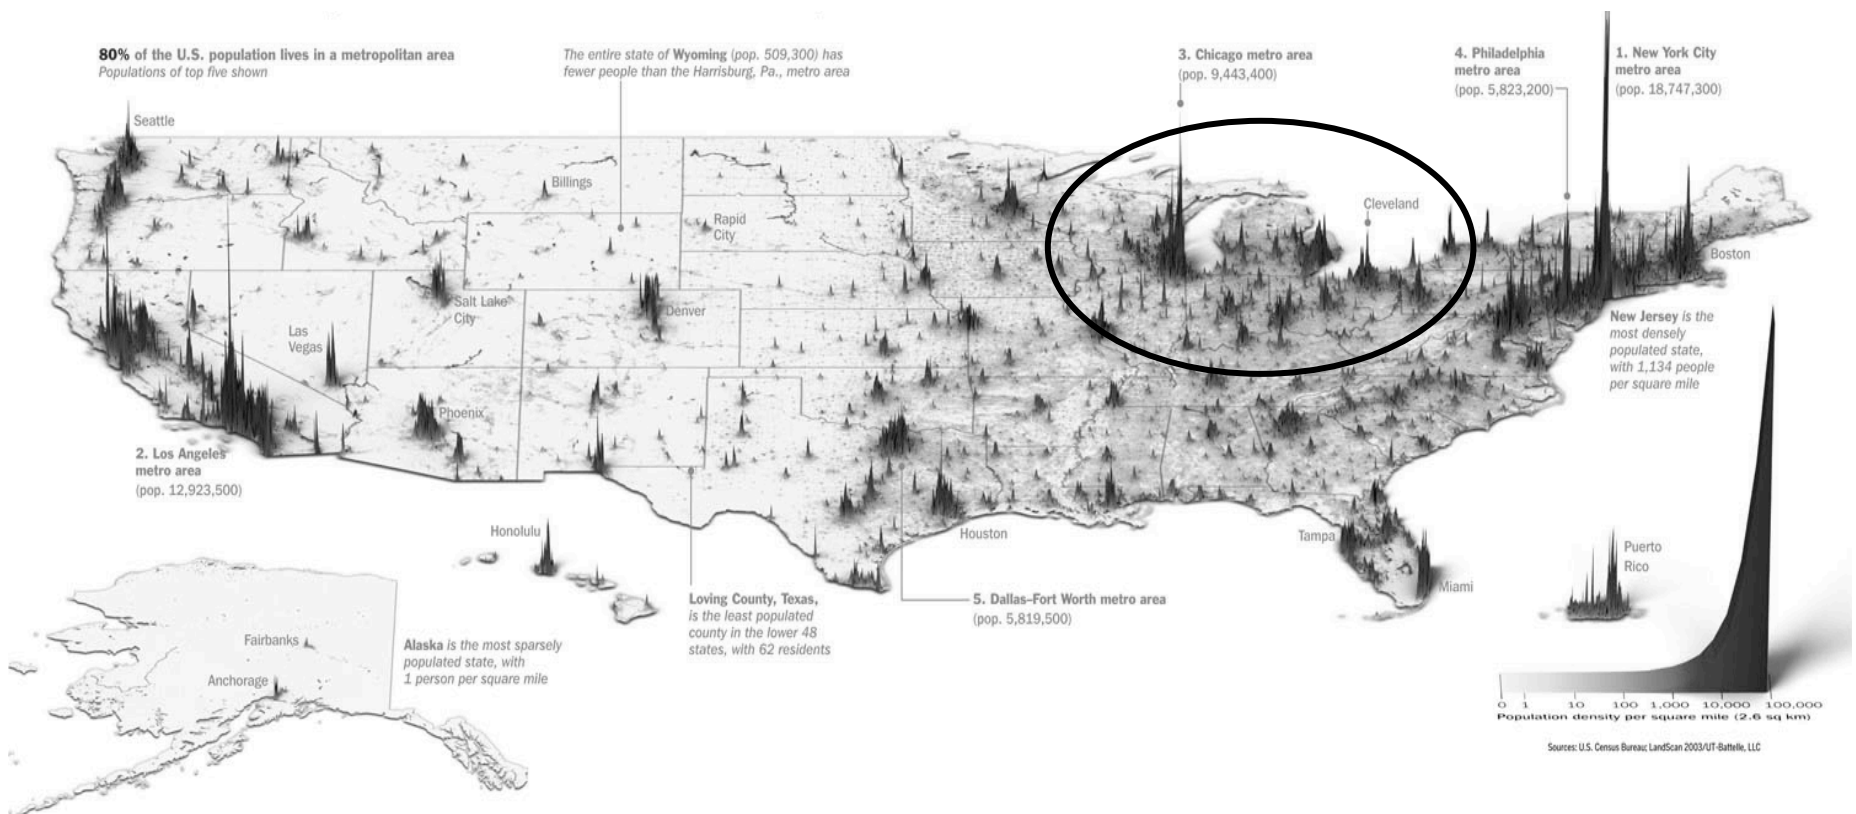 80% of the U.S. population lives in a metropolitan area
Populations of top five shown
The entire state of Wyoming (pop. 509,300) has
fewer people than the Harrisburg, Pa., metro area
3. Chicago metro area
(pop. 9,443,400)
4. Philadelphia
metro area
(pop. 5,823,200)
1. New York City
metro area
(pop. 18,747,300)
Seattle
Billings
Rapid
City
Cleveland
Boston
Salt Lake
City
Denver
Las
Vegas
New Jersey is the
most densely
populated state,
with 1,134 people
per square mile
Phoenix
2. Los Angeles
metro area
(pop. 12,923,500)
Honolulu
Houston
Tampa
Miami
Puerto
Rico
Loving County, Texas,
is the least populated
county in the lower 48
states, with 62 residents
5. Dallas–Fort Worth metro area
(pop. 5,819,500)
Fairbanks
Anchorage
Alaska is the most sparsely
populated state, with
1 person per square mile
0 1 10 100 1,000 10,000 100,000
Population density per square mile (2.6 sq km)
Sources: U.S. Census Bureau; LandScan 2003/UT-Battelle, LLC